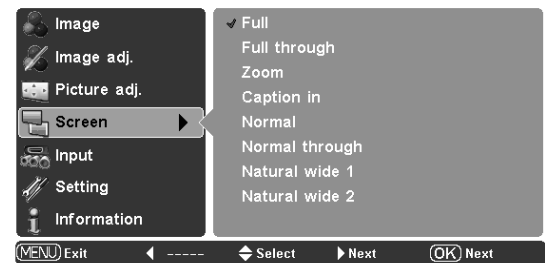 Image
Image adj.
Picture adj.
Screen
Input
Setting
Information
Full
Full through
Zoom
Caption in
Normal
Normal through
Natural wide 1
Natural wide 2
MENU Exit ----- Select Next OK Next